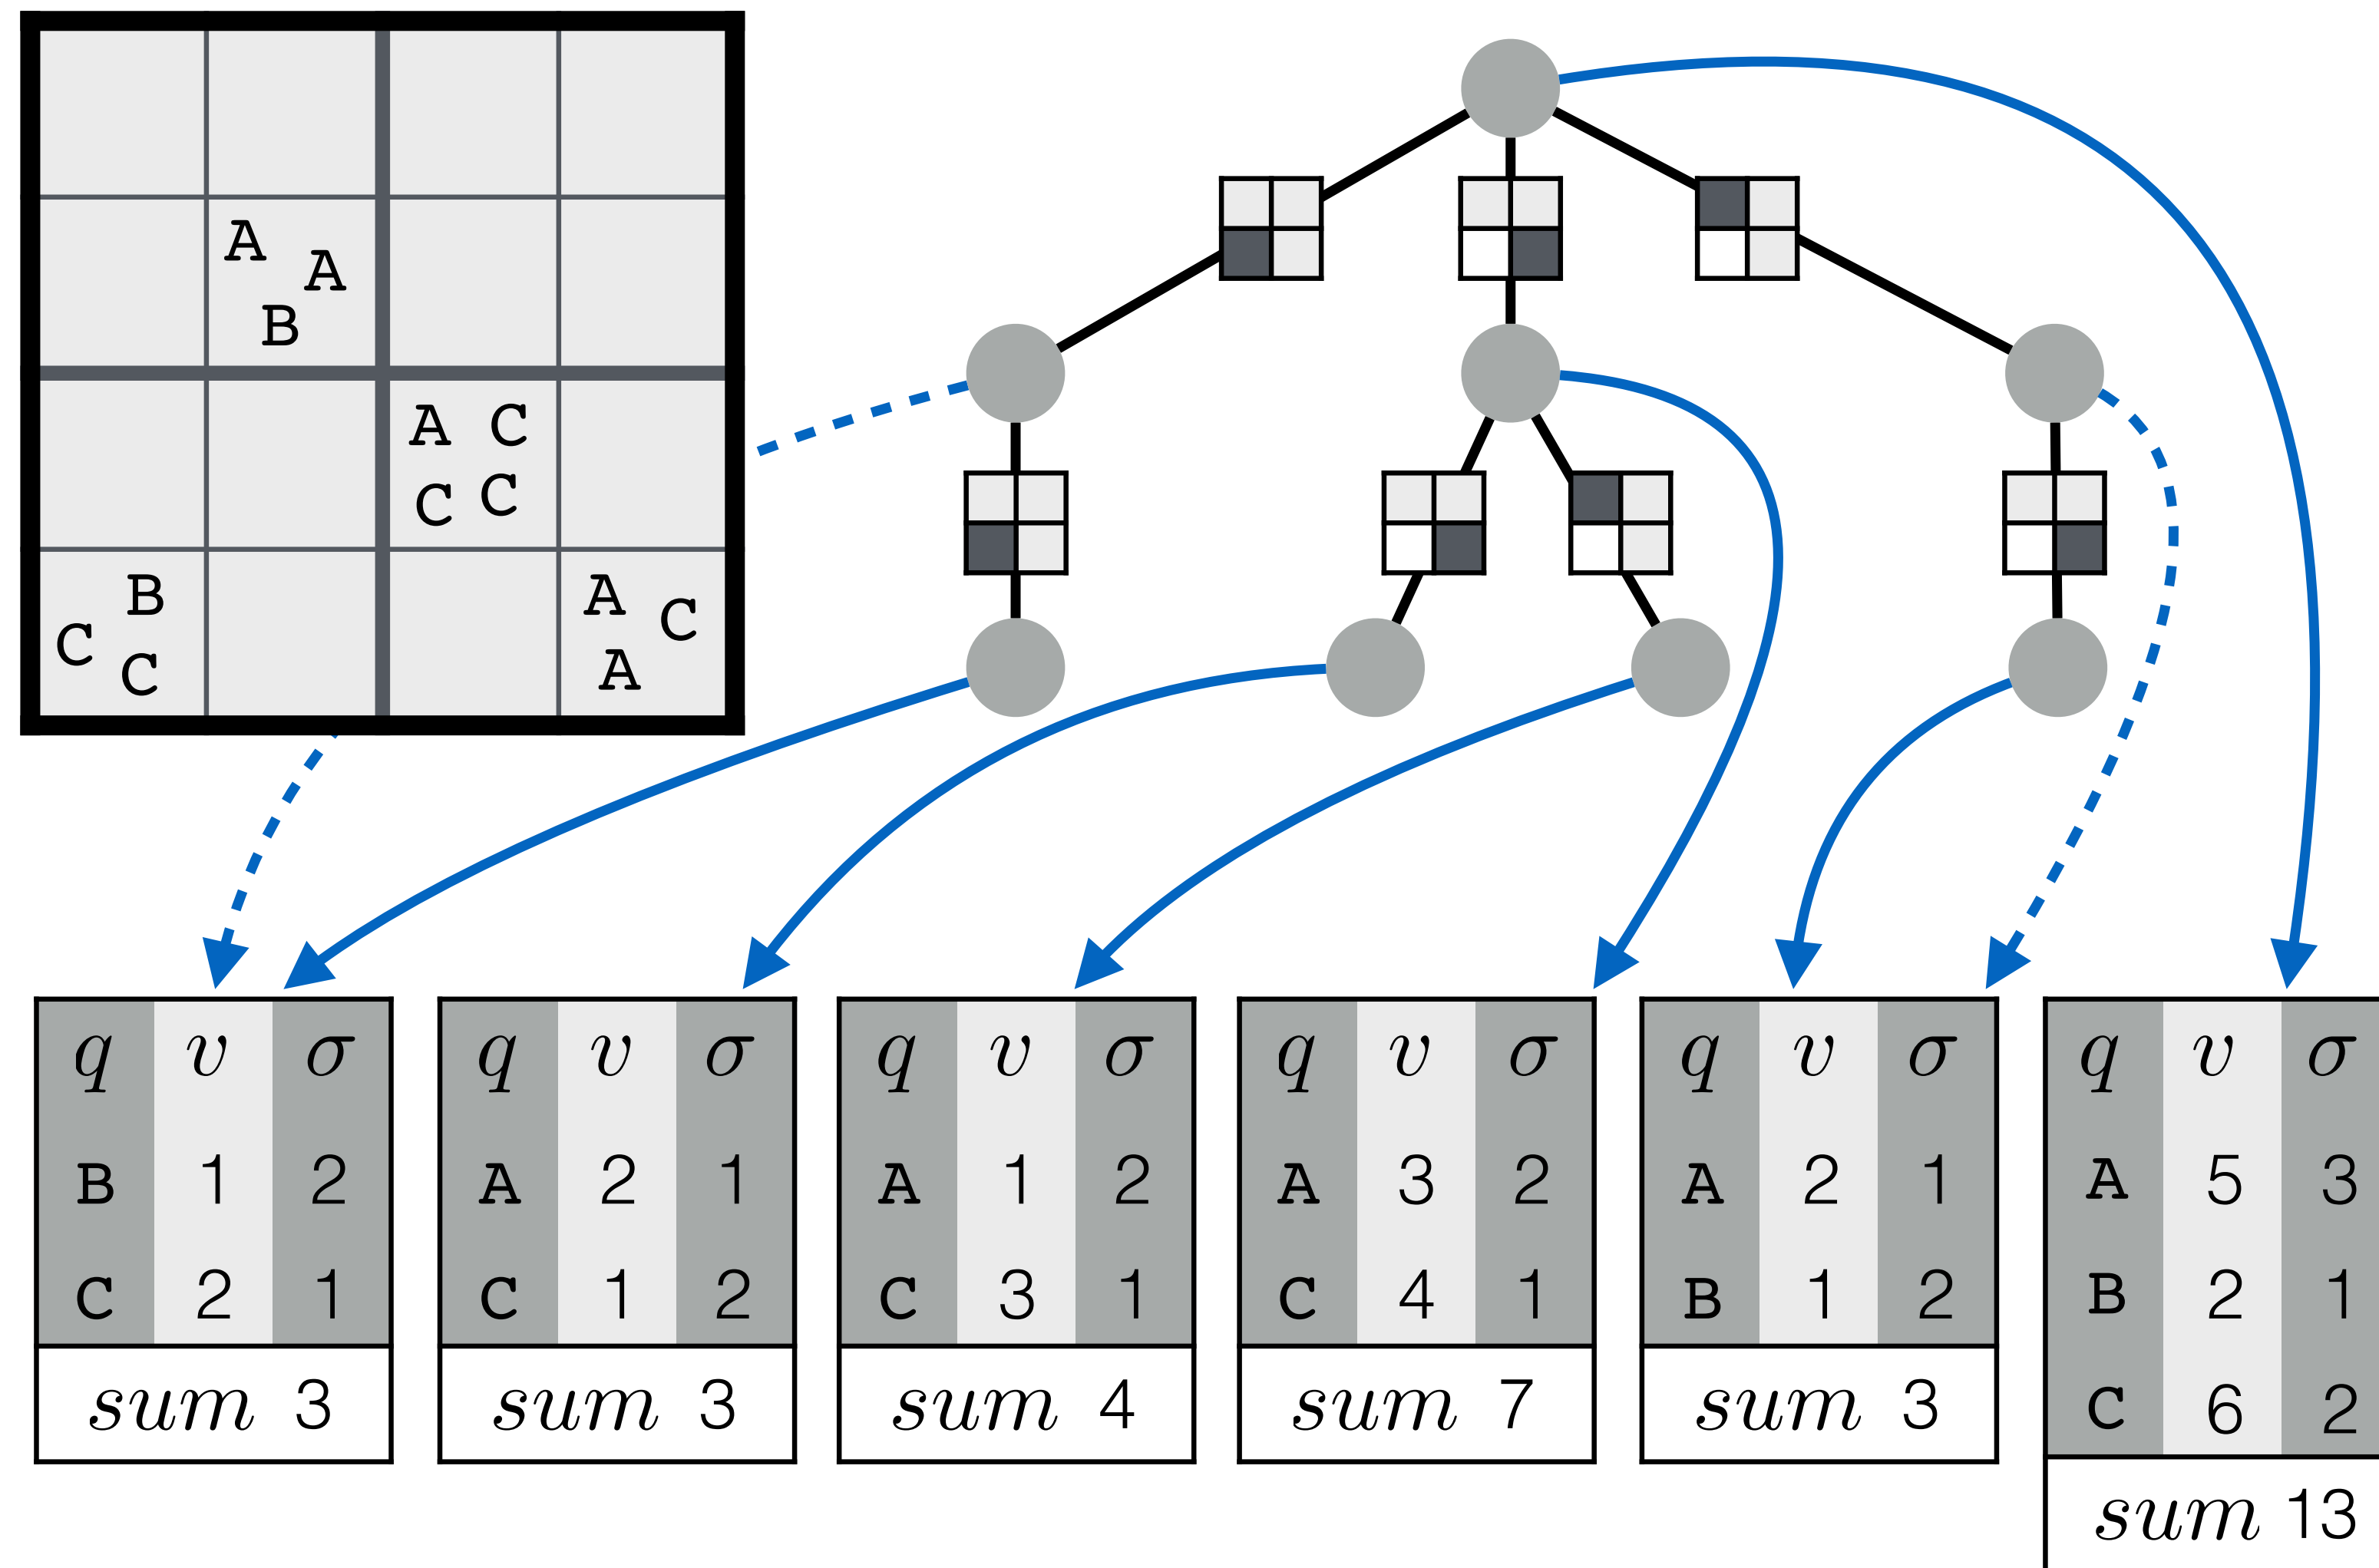 A
A
B
A C
C C
B
C
C
A
C
A
q v σ
B 1 2
C 2 1
sum 3
q v σ
A 2 1
C 1 2
sum 3
q v σ
A 1 2
C 3 1
sum 4
q v σ
A 3 2
C 4 1
sum 7
q v σ
A 2 1
B 1 2
sum 3
q v σ
A 5 3
B 2 1
C 6 2
sum 13